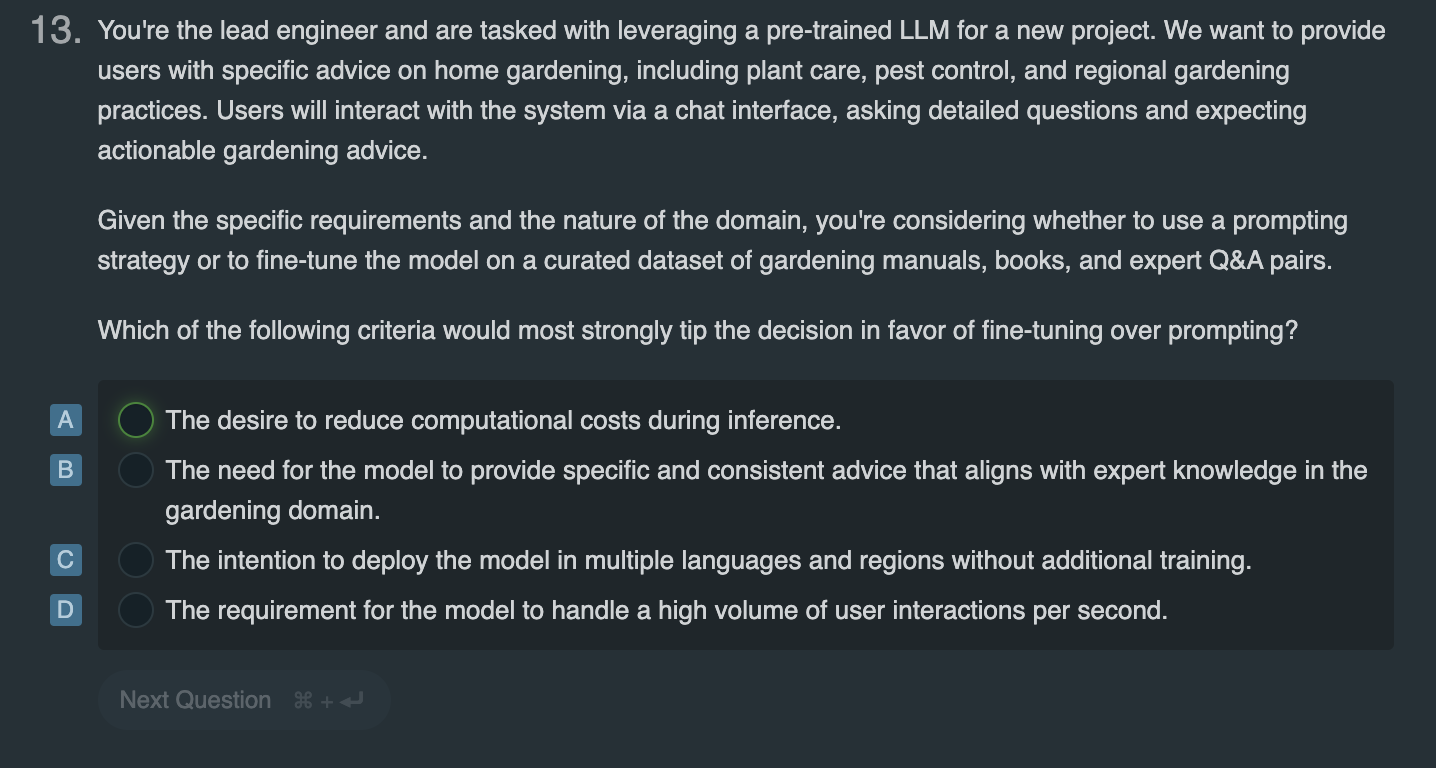 13. You're the lead engineer and are tasked with leveraging a pre-trained LLM for a new project. We want to provide
users with specific advice on home gardening, including plant care, pest control, and regional gardening
practices. Users will interact with the system via a chat interface, asking detailed questions and expecting
actionable gardening advice.
Given the specific requirements and the nature of the domain, you're considering whether to use a prompting
strategy or to fine-tune the model on a curated dataset of gardening manuals, books, and expert Q&A pairs.
Which of the following criteria would most strongly tip the decision in favor of fine-tuning over prompting?
A The desire to reduce computational costs during inference.
B The need for the model to provide specific and consistent advice that aligns with expert knowledge in the
gardening domain.
C The intention to deploy the model in multiple languages and regions without additional training.
D The requirement for the model to handle a high volume of user interactions per second.
Next Question ⌘ + ↵